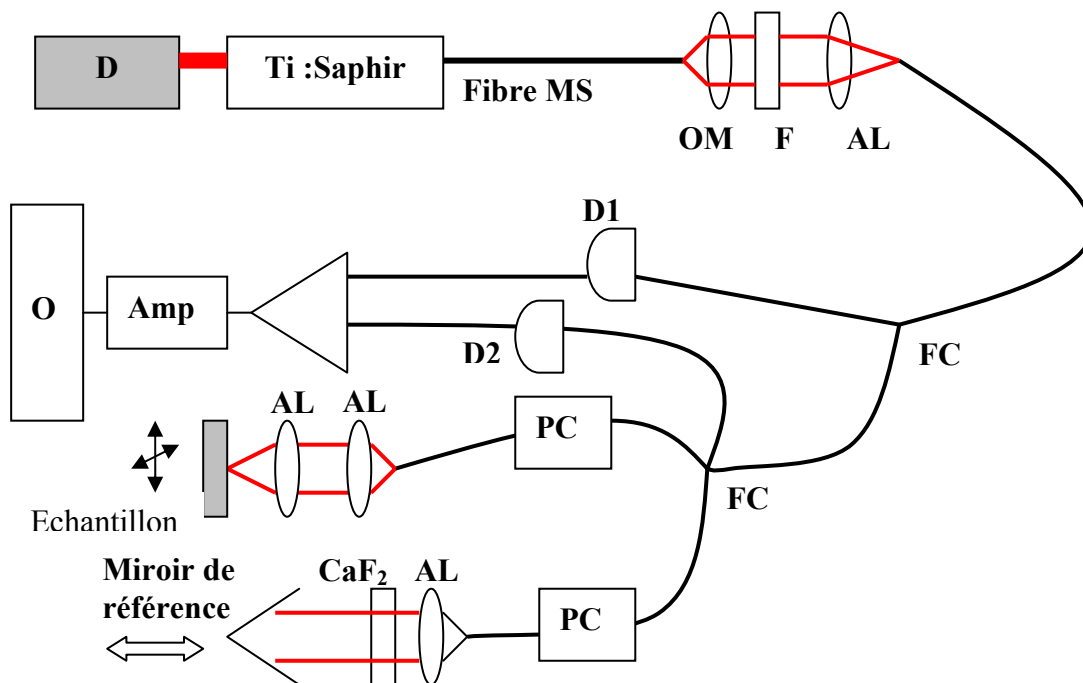 D
Ti :Saphir
Fibre MS
OM
F
AL
D1
O
Amp
D2
FC
AL
AL
PC
FC
Echantillon
Miroir de
référence
CaF₂
AL
PC